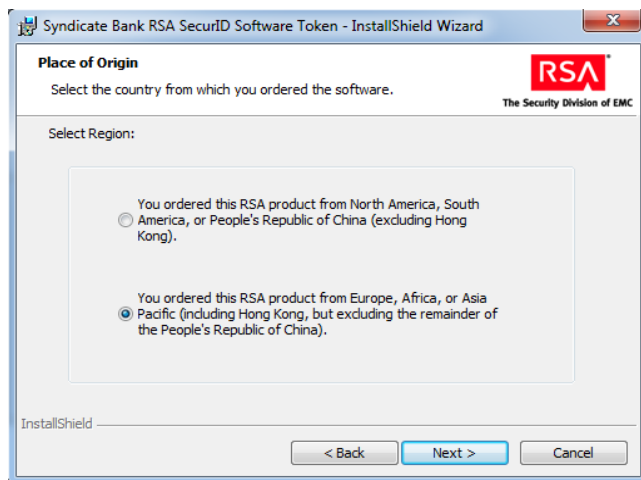 Syndicate Bank RSA SecurID Software Token - InstallShield Wizard
Place of Origin
Select the country from which you ordered the software.
RSA
The Security Division of EMC
Select Region:
You ordered this RSA product from North America, South
America, or People's Republic of China (excluding Hong
Kong).
You ordered this RSA product from Europe, Africa, or Asia
Pacific (including Hong Kong, but excluding the remainder of
the People's Republic of China).
InstallShield
< Back
Next >
Cancel